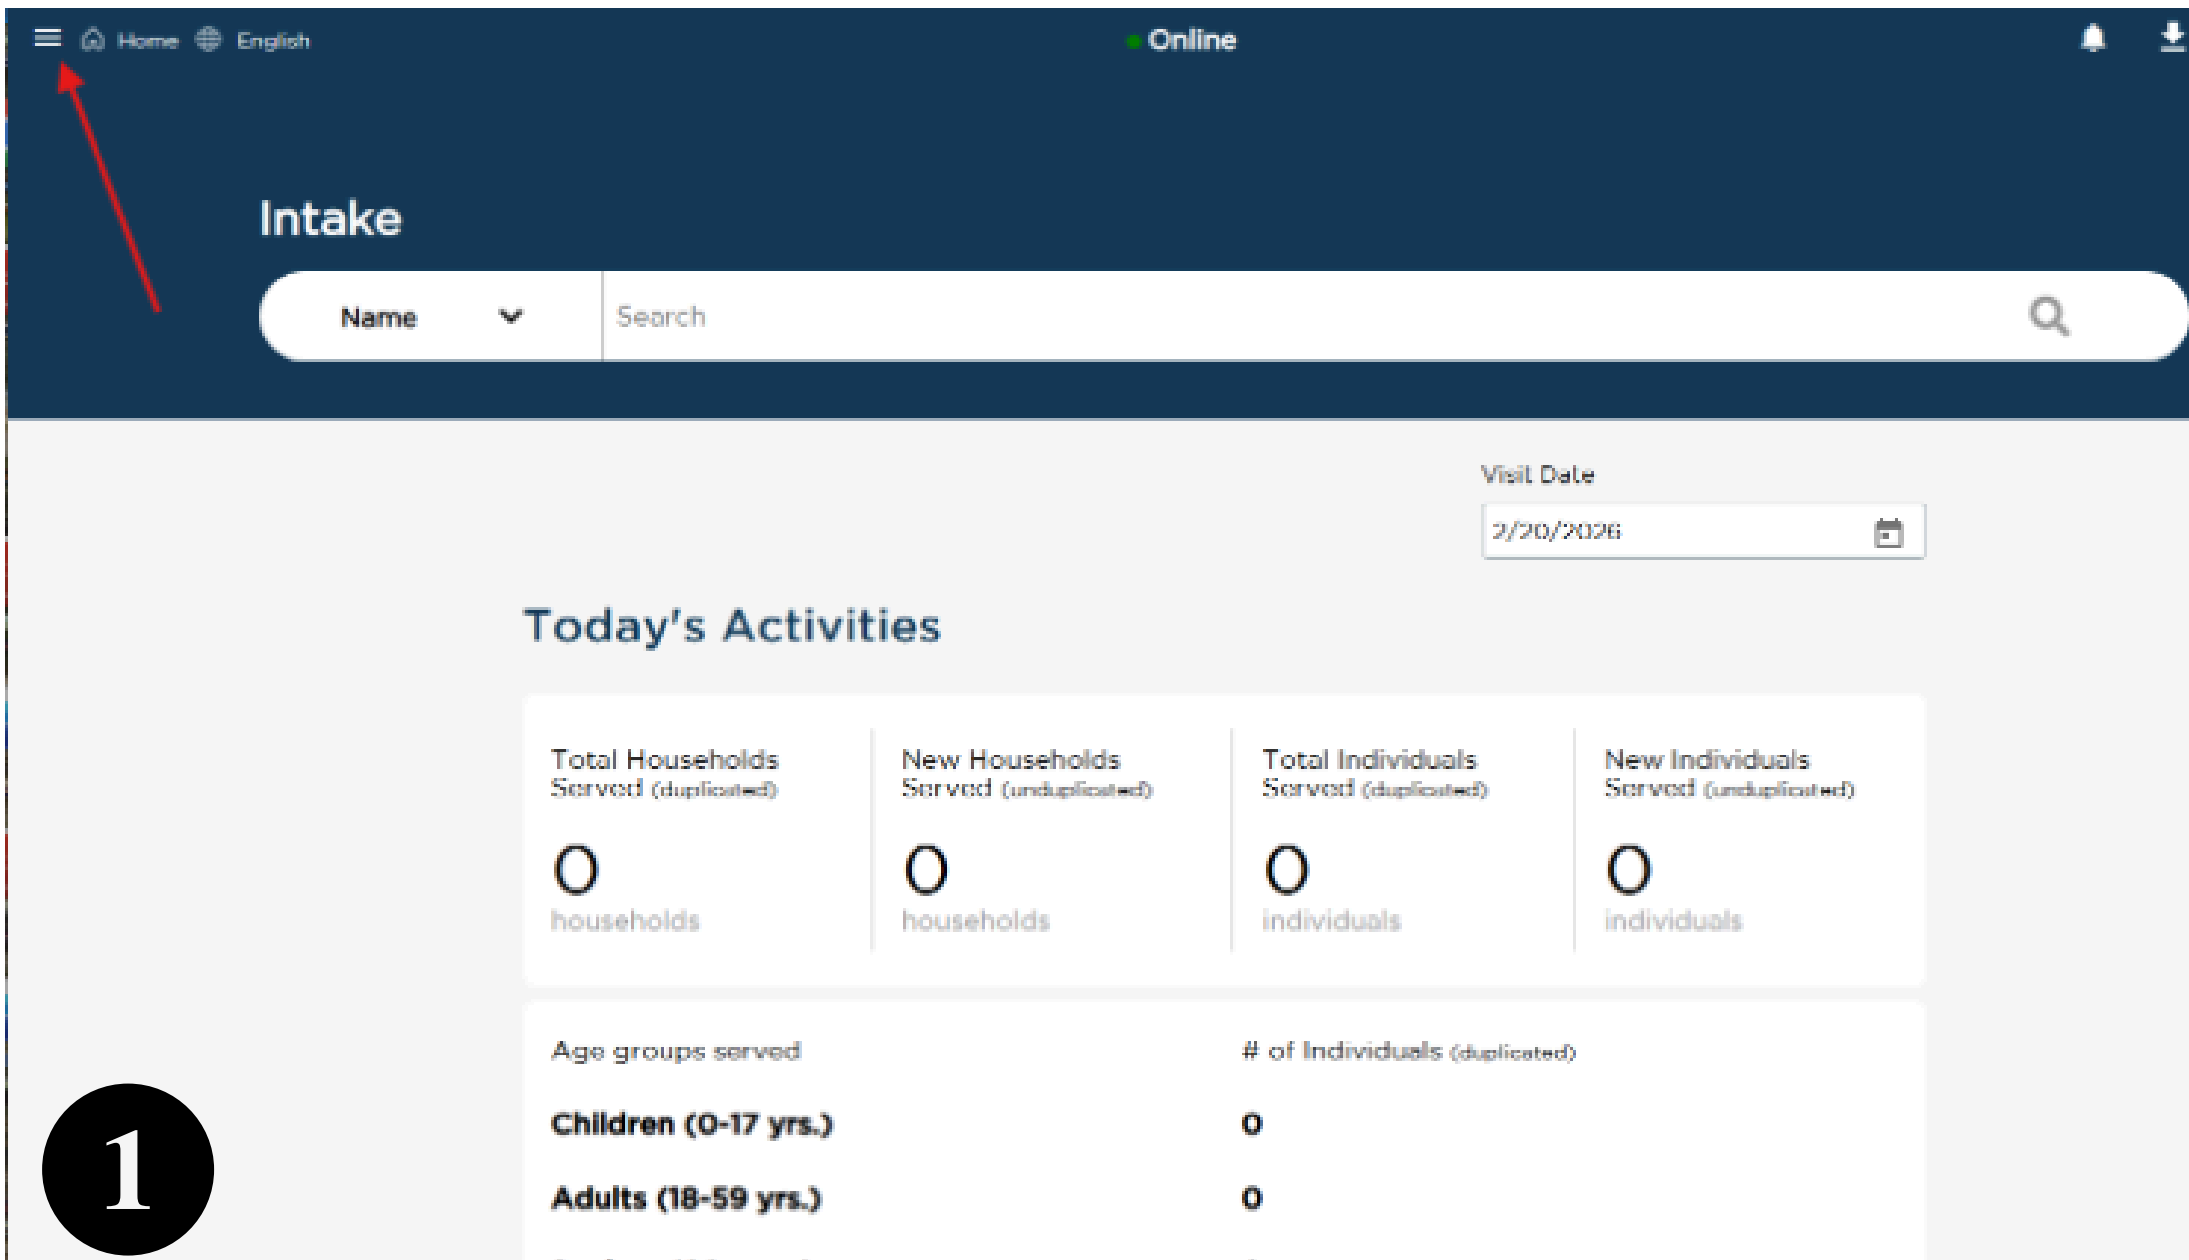 Home English
Online
Intake
Name
Search
Visit Date
2/20/2026
Today's Activities
Total Households
Served (duplicated)
0
households
New Households
Served (unduplicated)
0
households
Total Individuals
Served (duplicated)
0
individuals
New Individuals
Served (unduplicated)
0
individuals
Age groups served
# of Individuals (duplicated)
Children (0-17 yrs.)
0
Adults (18-59 yrs.)
0
1